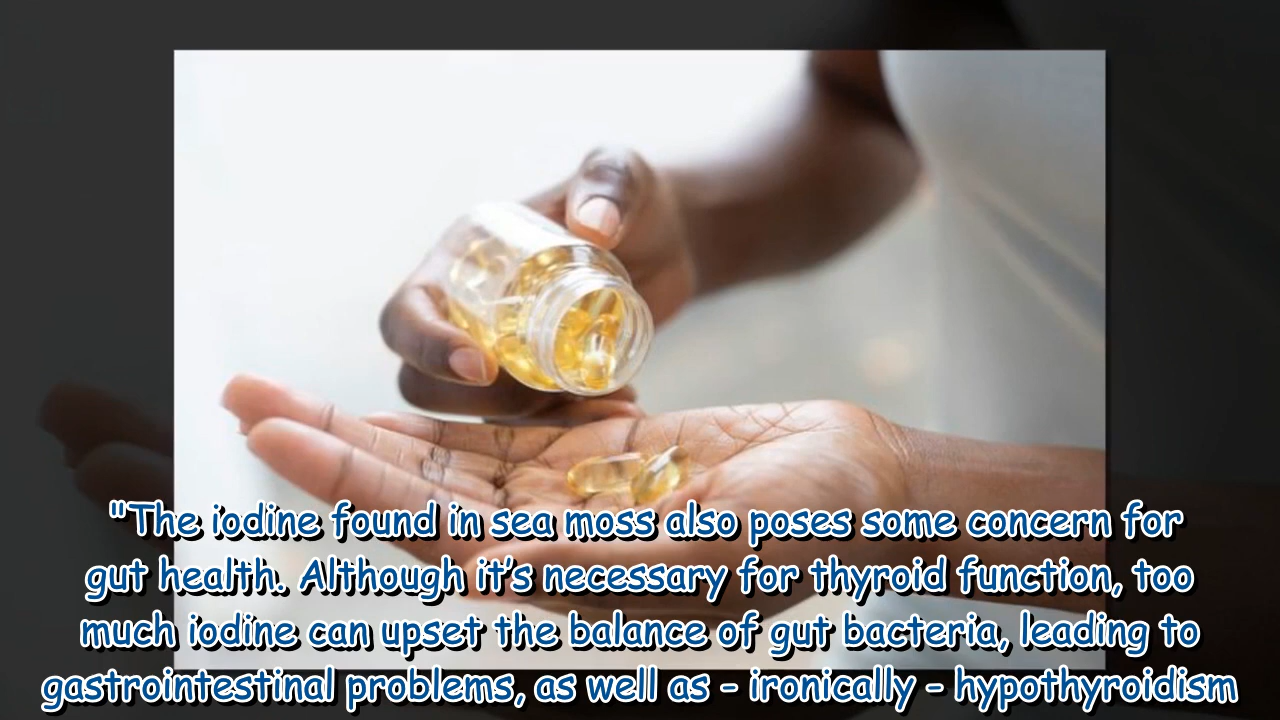 "The iodine found in sea moss also poses some concern for
gut health. Although it’s necessary for thyroid function, too
much iodine can upset the balance of gut bacteria, leading to
gastrointestinal problems, as well as – ironically – hypothyroidism